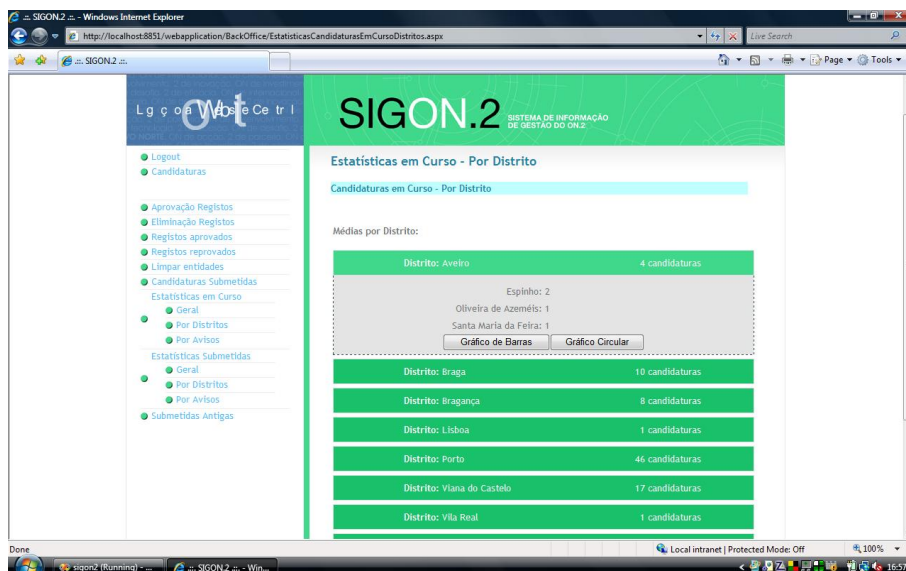 .::. SIGON.2 .::. - Windows Internet Explorer
http://localhost:8851/webapplication/BackOffice/EstatisticasCandidaturasEmCursoDistritos.aspx
Live Search
.::. SIGON.2 .::.
Page
Tools
SIGON.2
SISTEMA DE INFORMAÇÃO
DE GESTÃO DO ON.2
Logout
Candidaturas
Aprovação Registos
Eliminação Registos
Registos aprovados
Registos reprovados
Limpar entidades
Candidaturas Submetidas
Estatísticas em Curso
Geral
Por Distritos
Por Avisos
Estatísticas Submetidas
Geral
Por Distritos
Por Avisos
Submetidas Antigas
Estatísticas em Curso - Por Distrito
Candidaturas em Curso - Por Distrito
Médias por Distrito:
Distrito: Aveiro 4 candidaturas
Espinho: 2
Oliveira de Azeméis: 1
Santa Maria da Feira: 1
Gráfico de Barras Gráfico Circular
Distrito: Braga 10 candidaturas
Distrito: Bragança 8 candidaturas
Distrito: Lisboa 1 candidaturas
Distrito: Porto 46 candidaturas
Distrito: Viana do Castelo 17 candidaturas
Distrito: Vila Real 1 candidaturas
Done
Local intranet | Protected Mode: Off
100%
sigon2 (Running) - ...
.::. SIGON.2 .::. - Win...
16:57